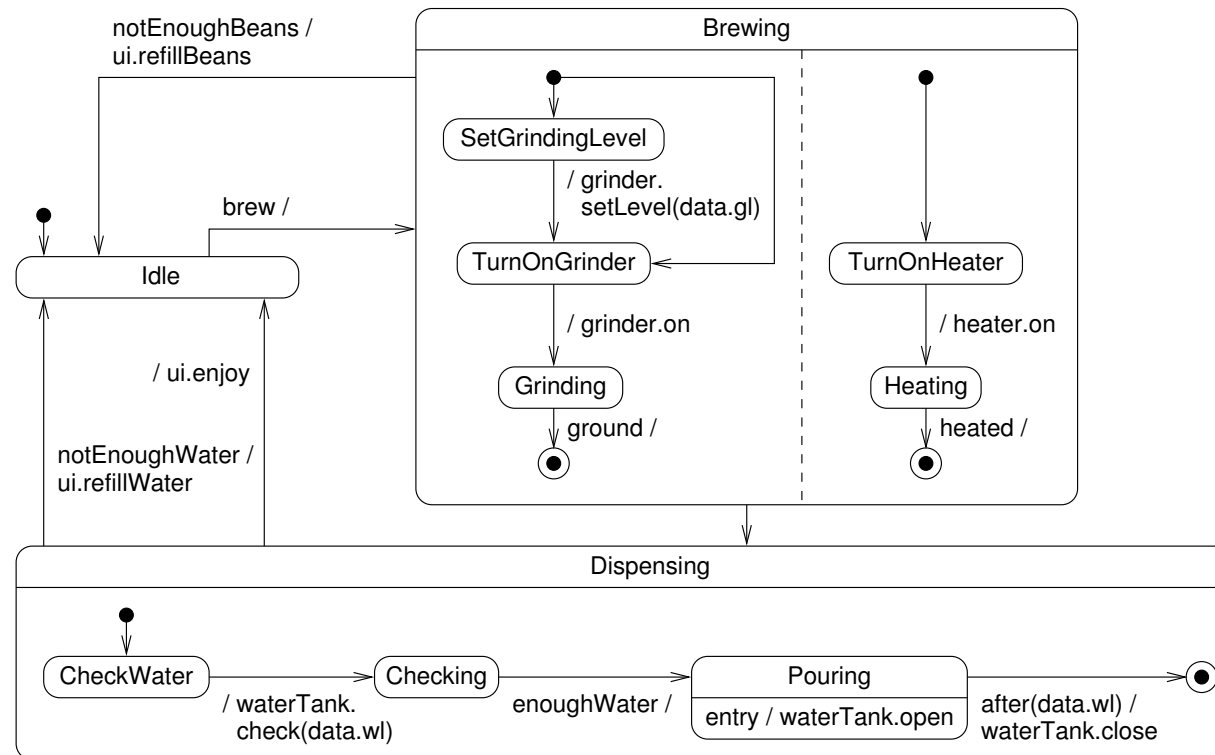 notEnoughBeans /
ui.refillBeans
Brewing
SetGrindingLevel
/ grinder.
setLevel(data.gl)
brew /
Idle
TurnOnGrinder
TurnOnHeater
/ grinder.on
/ heater.on
/ ui.enjoy
Grinding
Heating
ground /
heated /
notEnoughWater /
ui.refillWater
Dispensing
CheckWater
/ waterTank.
check(data.wl)
Checking
enoughWater /
Pouring
entry / waterTank.open
after(data.wl) /
waterTank.close